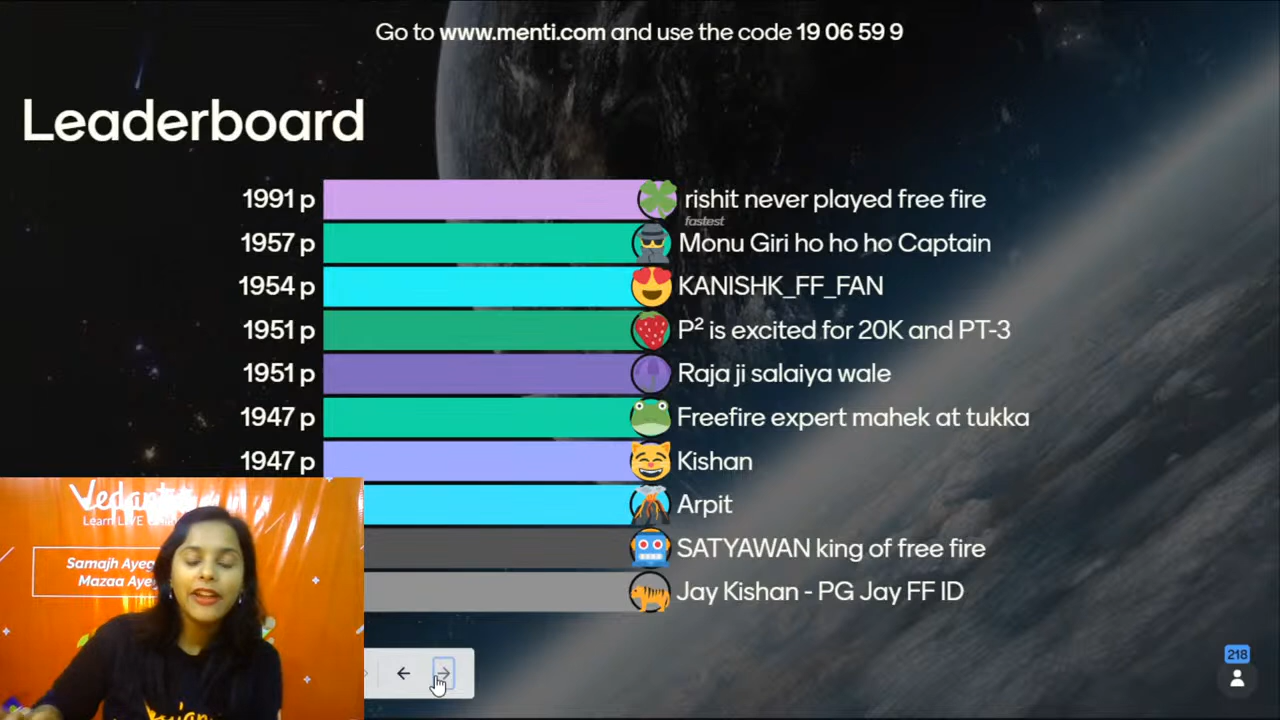 Go to www.menti.com and use the code 19 06 59 9
Leaderboard
1991 p rishit never played free fire
fastest
1957 p Monu Giri ho ho ho Captain
1954 p KANISHK_FF_FAN
1951 p P² is excited for 20K and PT-3
1951 p Raja ji salaiya wale
1947 p Freefire expert mahek at tukka
1947 p Kishan
Arpit
SATYAWAN king of free fire
Jay Kishan - PG Jay FF ID
Learn LIVE
Samajh Ayeg
Mazaa Aye
218